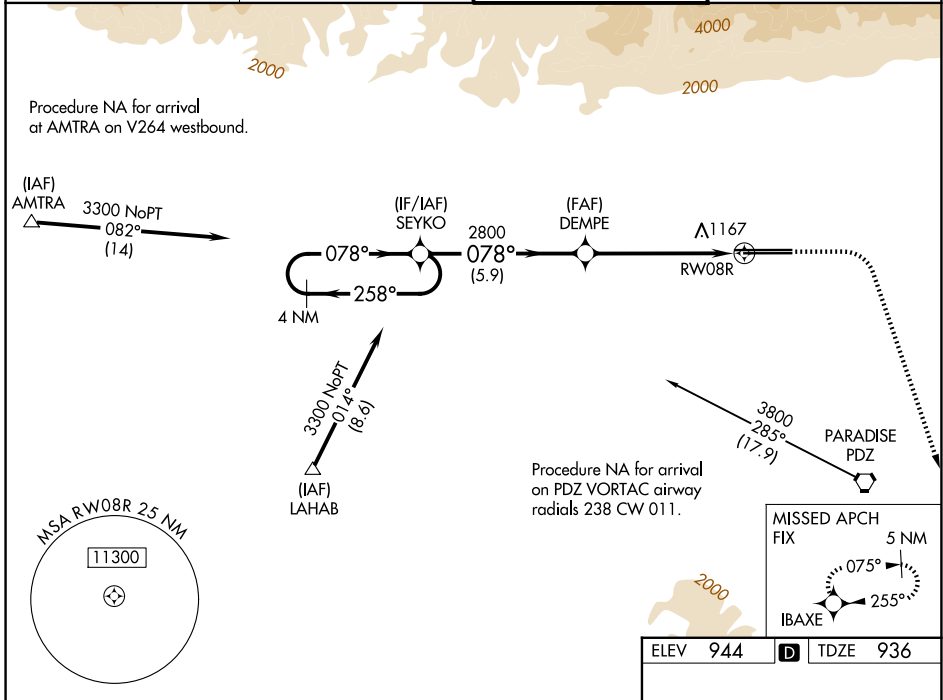 4000
2000
2000
Procedure NA for arrival
at AMTRA on V264 westbound.
(IAF)
AMTRA
3300 NoPT
082°
(14)
(IF/IAF)
SEYKO
(FAF)
DEMPE
2800
078°
(5.9)
1167
RW08R
078°
258°
4 NM
3300 NoPT
014°
(8.6)
(IAF)
LAHAB
3800
285°
(17.9)
PARADISE
PDZ
Procedure NA for arrival
on PDZ VORTAC airway
radials 238 CW 011.
MSA RW08R 25 NM
11300
MISSED APCH
FIX
5 NM
075°
255°
IBAXE
2000
ELEV 944 D TDZE 936